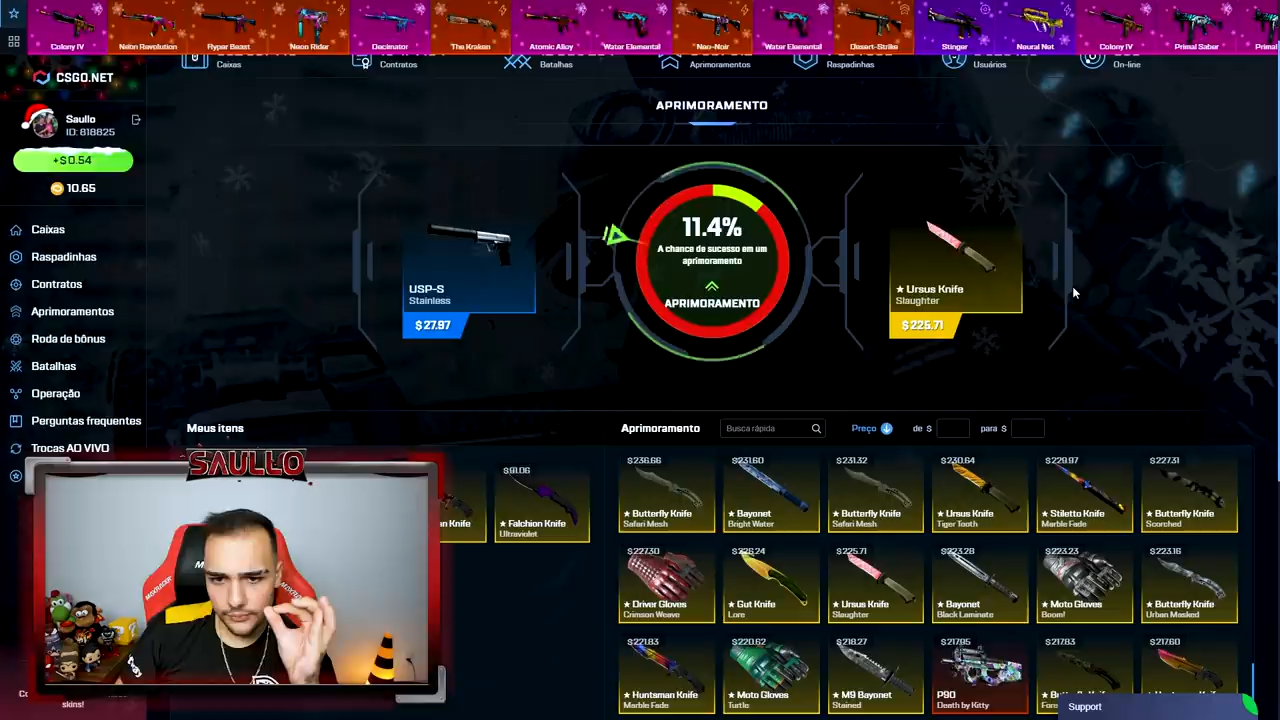 Colony IV
Neon Revolution
Hyper Beast
Neon Rider
Decimator
The Kraken
Atomic Alloy
Water Elemental
Neo-Noir
Water Elemental
Desert-Strike
Stinger
Neural Net
Colony IV
Primal Saber
Primal
CSGO.NET
Caixas
Contratos
Batalhas
Aprimoramentos
Raspadinhas
Usuários
On-line
APRIMORAMENTO
Saullo
ID: 818825
+$ 0.54
10.65
Caixas
Raspadinhas
Contratos
Aprimoramentos
Roda de bônus
Batalhas
Operação
Perguntas frequentes
Trocas AO VIVO
skins!
USP-S
Stainless
$ 27.97
11.4%
A chance de sucesso em um
aprimoramento
APRIMORAMENTO
★ Ursus Knife
Slaughter
$ 225.71
Meus itens
Aprimoramento
Busca rápida
Preço
de $
para $
SAULLO
MAXRACER
$91.06
★ Falchion Knife
Ultraviolet
$236.66
★ Butterfly Knife
Safari Mesh
$231.60
★ Bayonet
Bright Water
$231.32
★ Butterfly Knife
Safari Mesh
$230.64
★ Ursus Knife
Tiger Tooth
$229.97
★ Stiletto Knife
Marble Fade
$227.31
★ Butterfly Knife
Scorched
$227.30
★ Driver Gloves
Crimson Weave
$226.24
★ Gut Knife
Lore
$225.71
★ Ursus Knife
Slaughter
$223.28
★ Bayonet
Black Laminate
$223.23
★ Moto Gloves
Boom!
$223.16
★ Butterfly Knife
Urban Masked
$221.83
★ Huntsman Knife
Marble Fade
$220.62
★ Moto Gloves
Turtle
$218.27
★ M9 Bayonet
Stained
$217.95
P90
Death by Kitty
$217.83
$217.60
Support